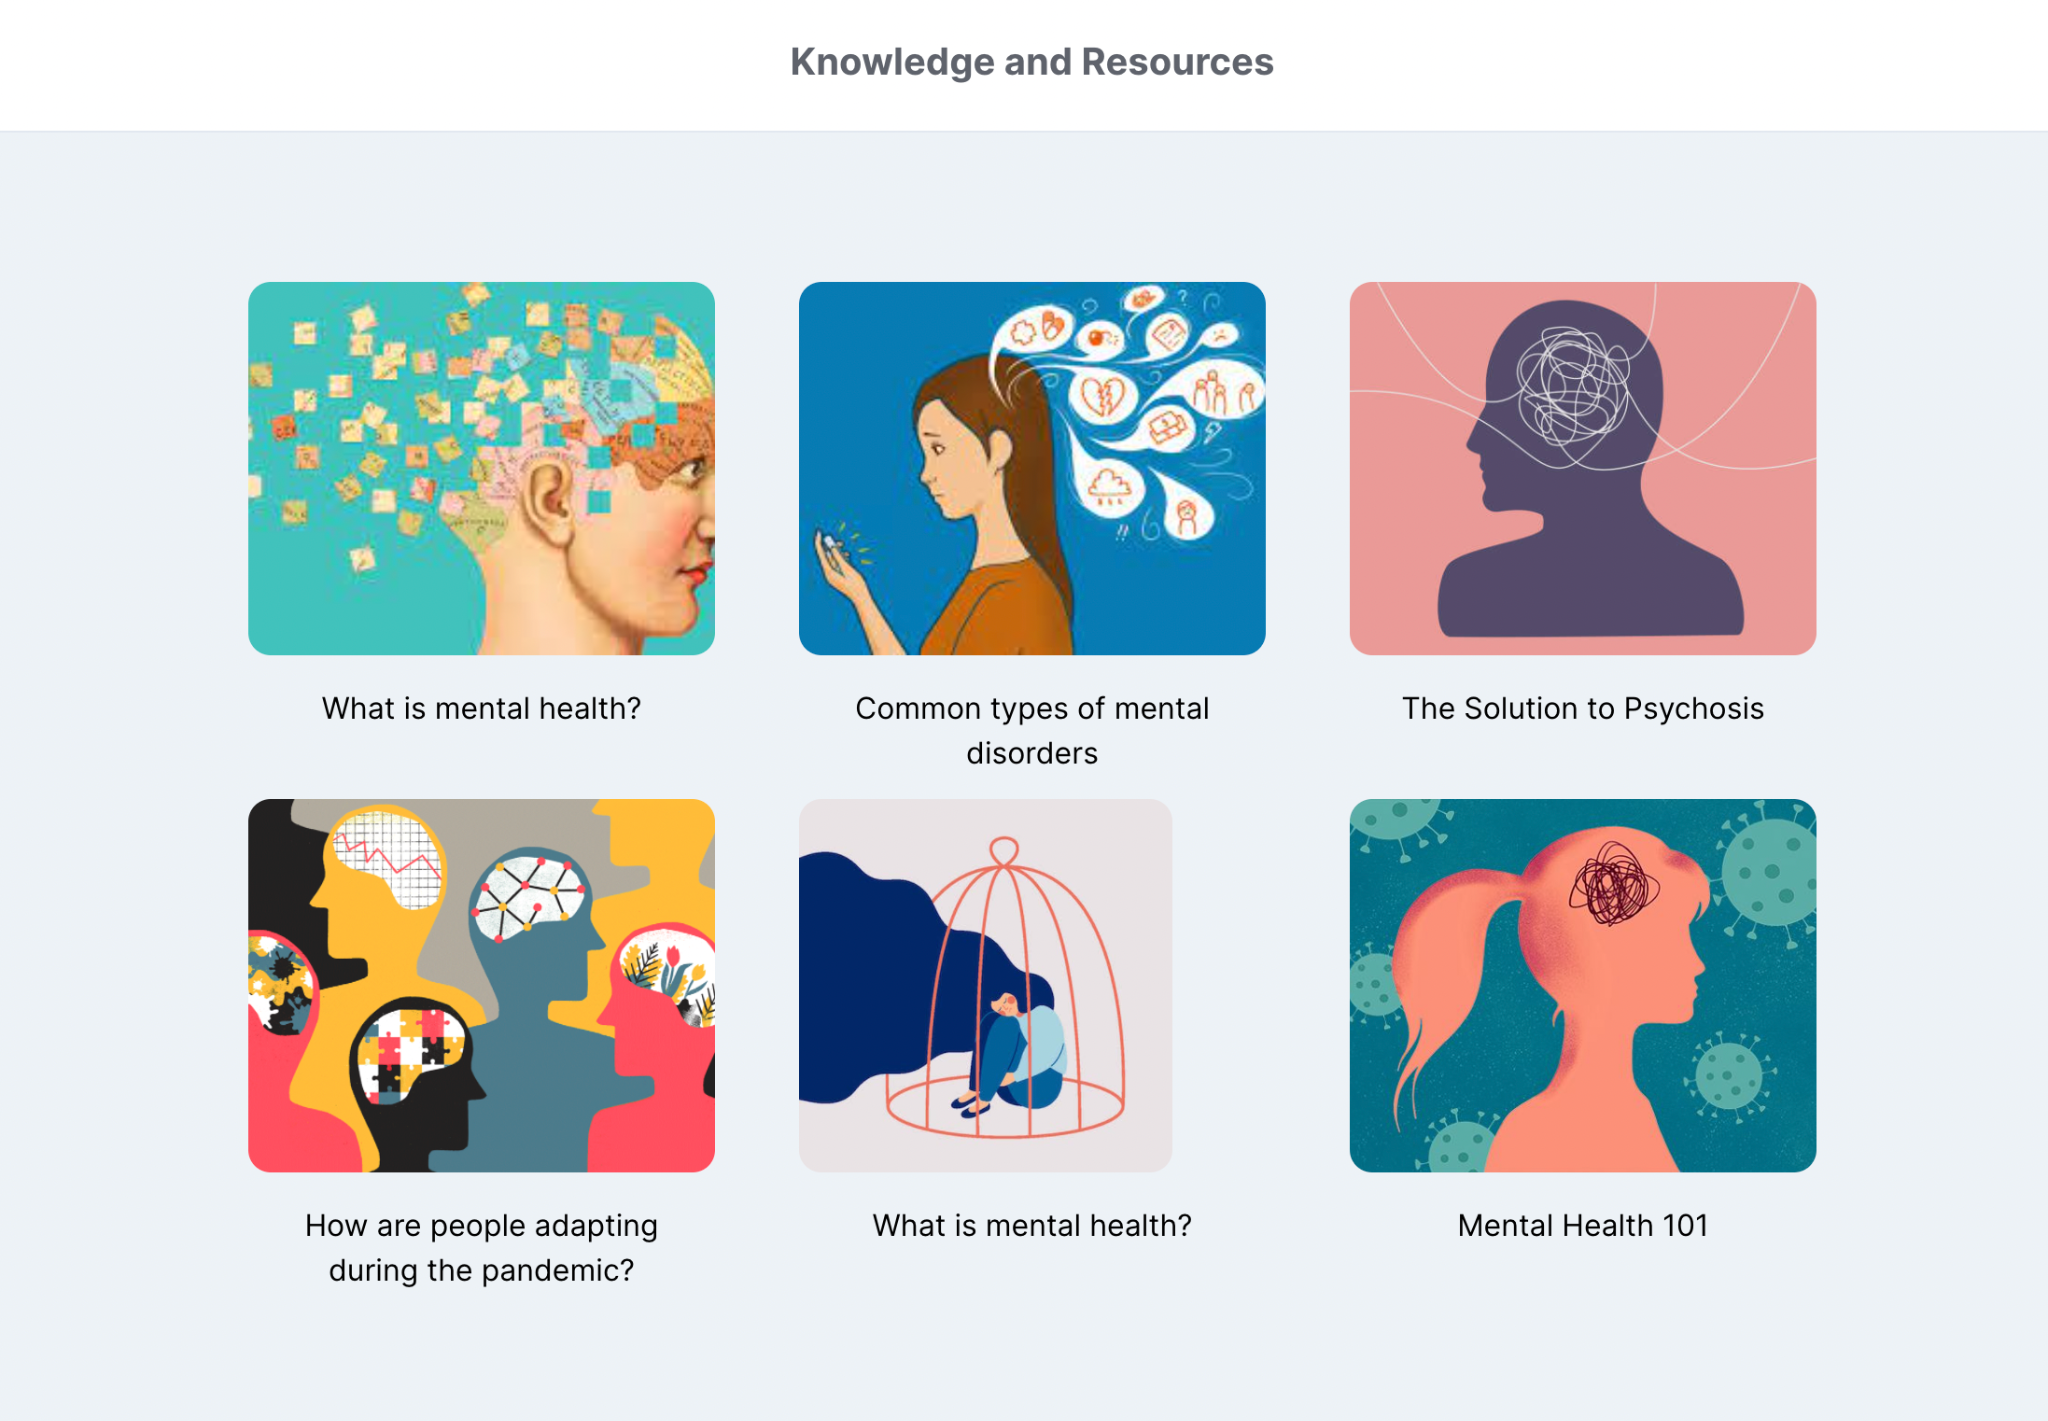 Knowledge and Resources
What is mental health?
Common types of mental
disorders
The Solution to Psychosis
How are people adapting
during the pandemic?
What is mental health?
Mental Health 101